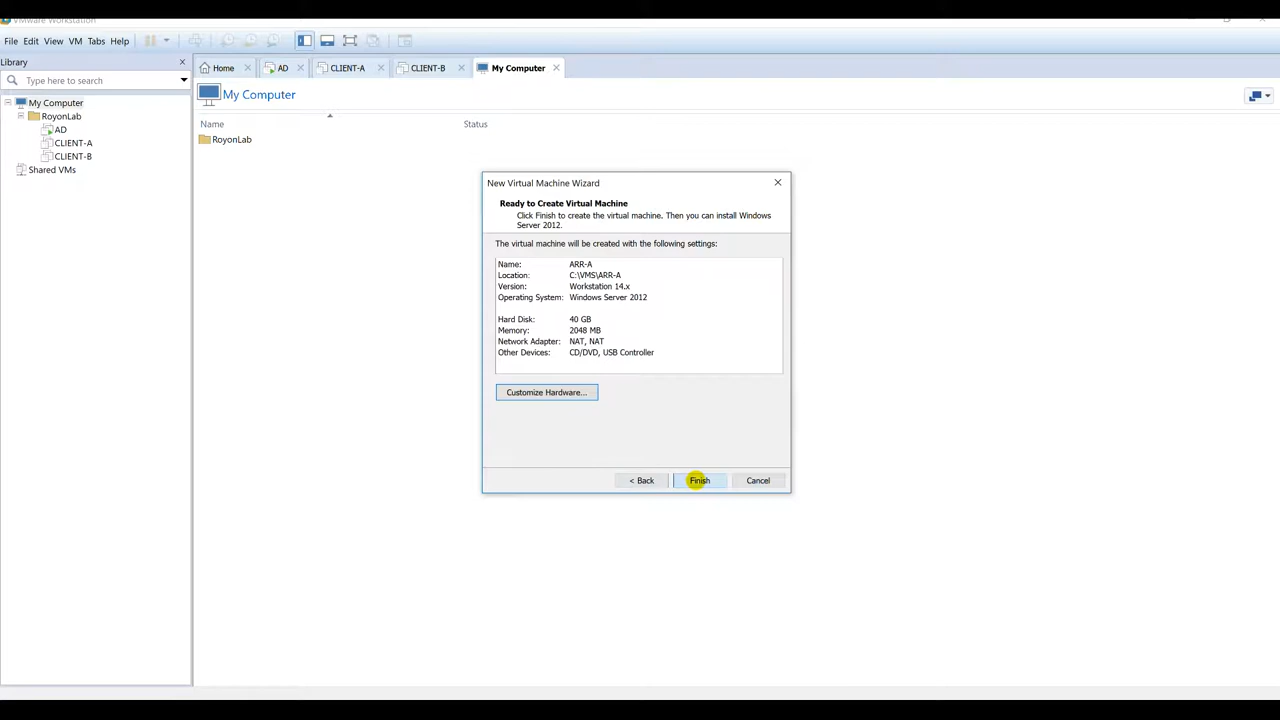 VMware Workstation
File Edit View VM Tabs Help
Library
Type here to search
Home AD CLIENT-A CLIENT-B My Computer
My Computer
RoyonLab
AD
CLIENT-A
CLIENT-B
Shared VMs
My Computer
Name Status
RoyonLab
New Virtual Machine Wizard
Ready to Create Virtual Machine
Click Finish to create the virtual machine. Then you can install Windows
Server 2012.
The virtual machine will be created with the following settings:
Name: ARR-A
Location: C:\VMS\ARR-A
Version: Workstation 14.x
Operating System: Windows Server 2012
Hard Disk: 40 GB
Memory: 2048 MB
Network Adapter: NAT, NAT
Other Devices: CD/DVD, USB Controller
Customize Hardware...
< Back Finish Cancel